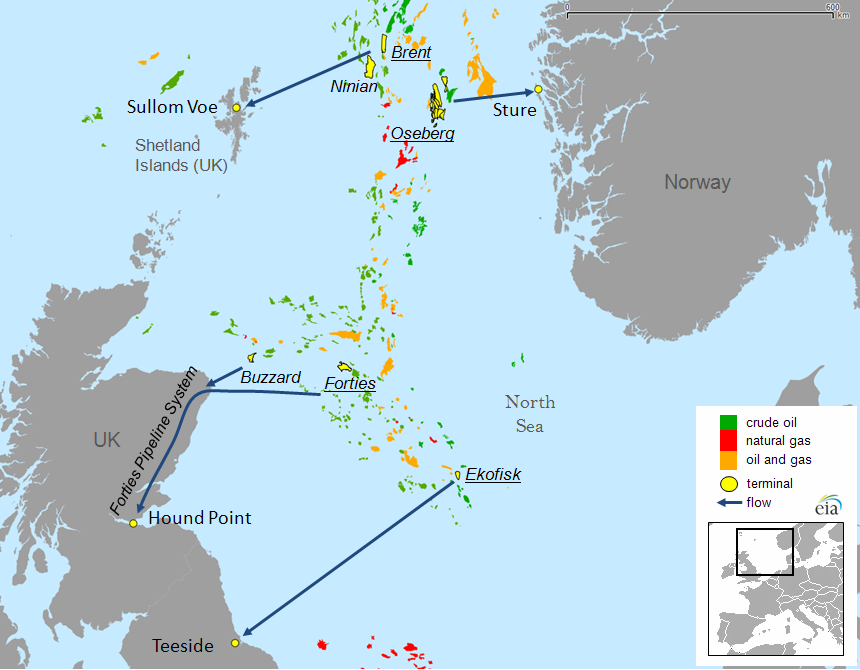 0
600
km
Brent
Ninian
Sullom Voe
Sture
Oseberg
Shetland
Islands (UK)
Norway
Buzzard
Forties
Forties Pipeline System
North
Sea
UK
Ekofisk
Hound Point
Teeside
crude oil
natural gas
oil and gas
terminal
flow
eia